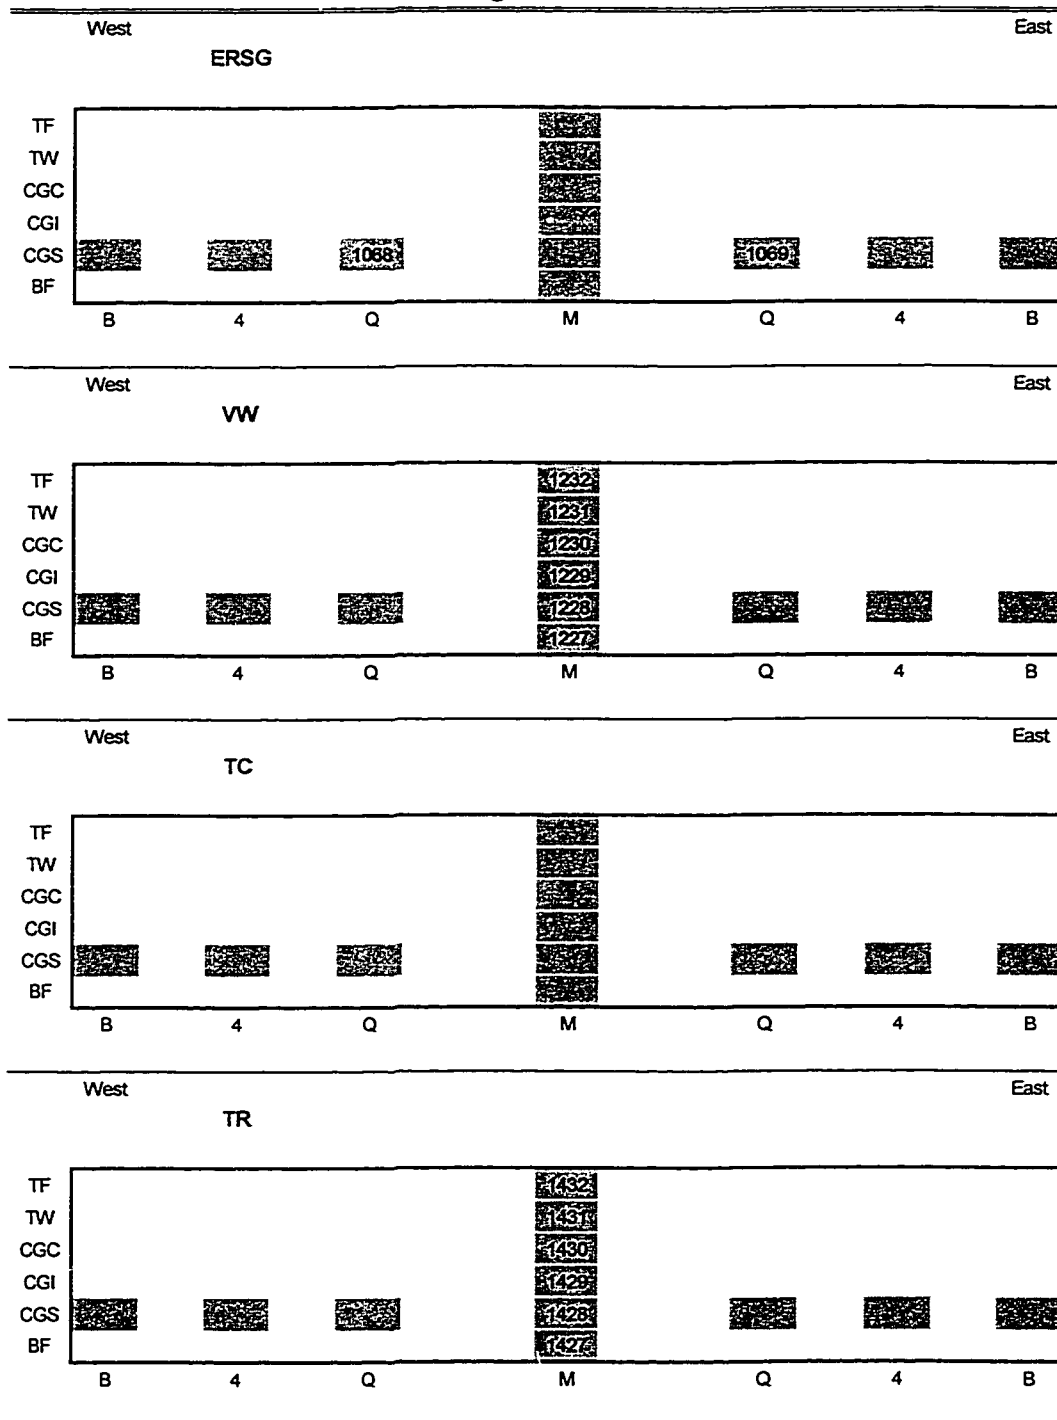 West East
ERSG
TF
TW
CGC
CGI
CGS 1068 1069
BF
B 4 Q M Q 4 B
West East
VW
TF 1232
TW 1231
CGC 1230
CGI 1229
CGS 1228
BF 1227
B 4 Q M Q 4 B
West East
TC
TF
TW
CGC
CGI
CGS
BF
B 4 Q M Q 4 B
West East
TR
TF 1432
TW 1431
CGC 1430
CGI 1429
CGS 1428
BF 1427
B 4 Q M Q 4 B